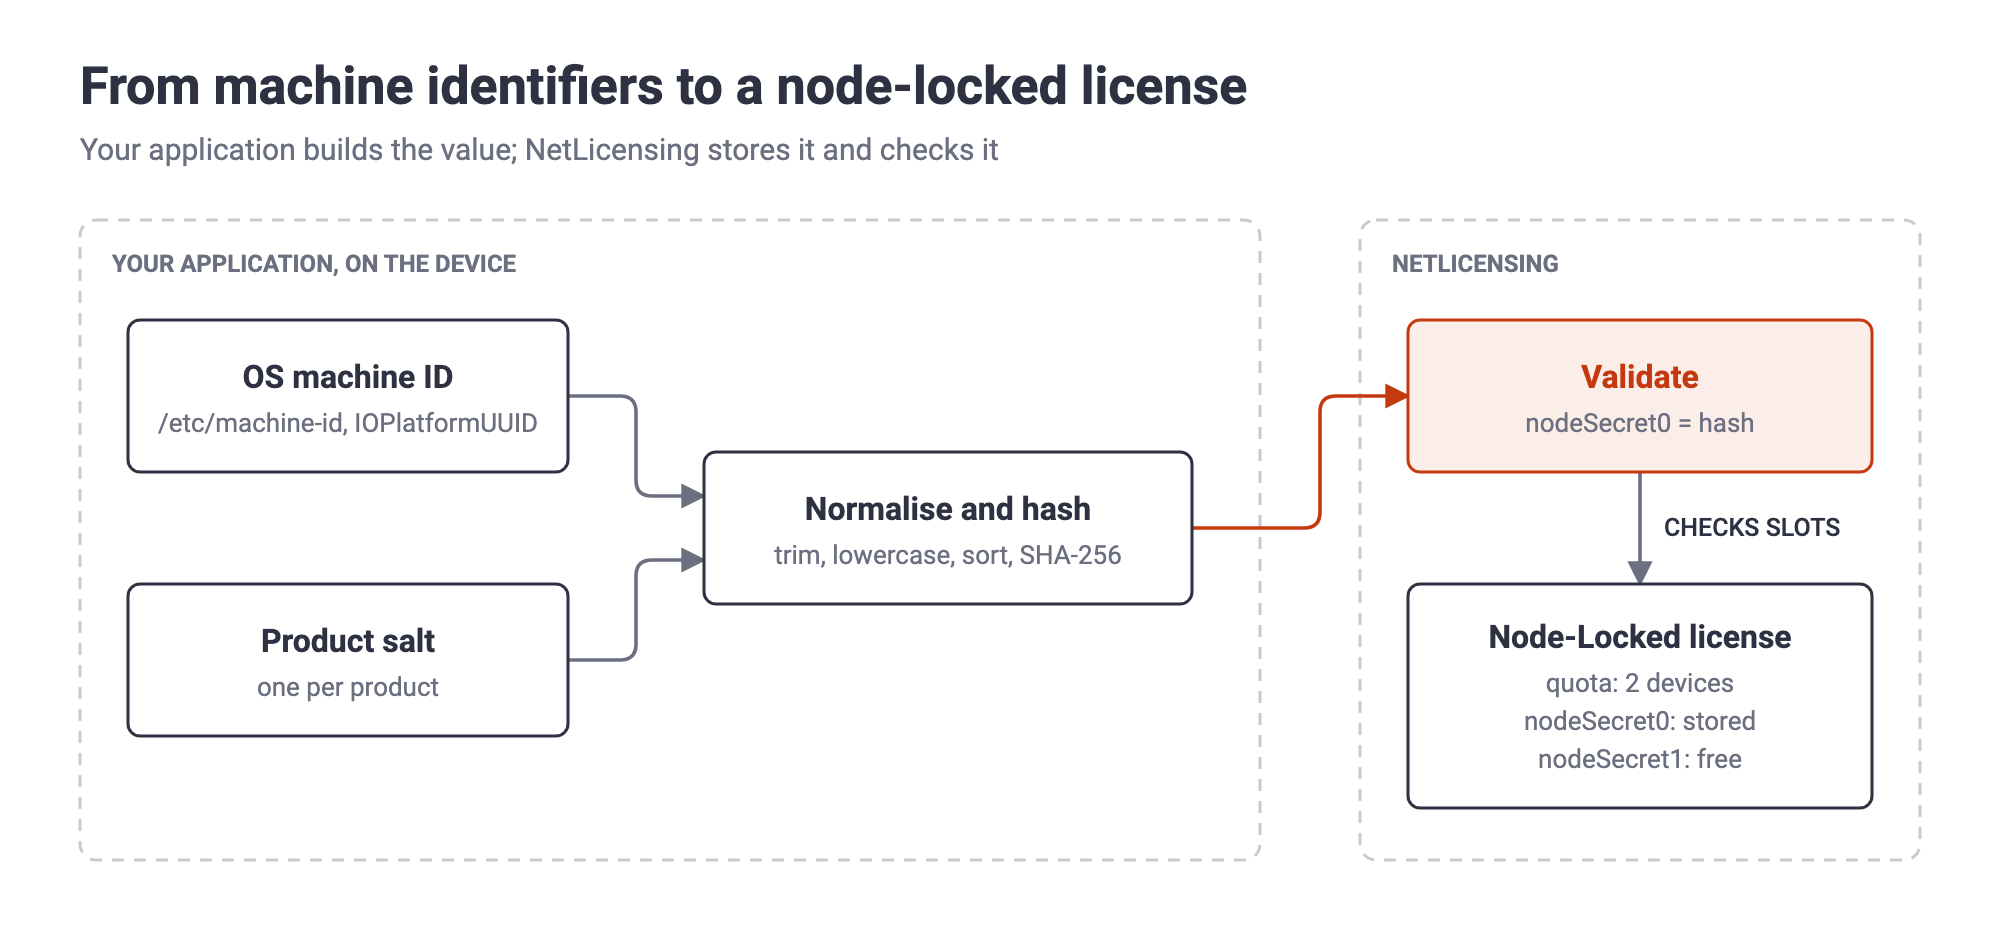 From machine identifiers to a node-locked license
Your application builds the value; NetLicensing stores it and checks it
YOUR APPLICATION, ON THE DEVICE
OS machine ID
/etc/machine-id, IOPlatformUUID
Product salt
one per product
Normalise and hash
trim, lowercase, sort, SHA-256
NETLICENSING
Validate
nodeSecret0 = hash
CHECKS SLOTS
Node-Locked license
quota: 2 devices
nodeSecret0: stored
nodeSecret1: free